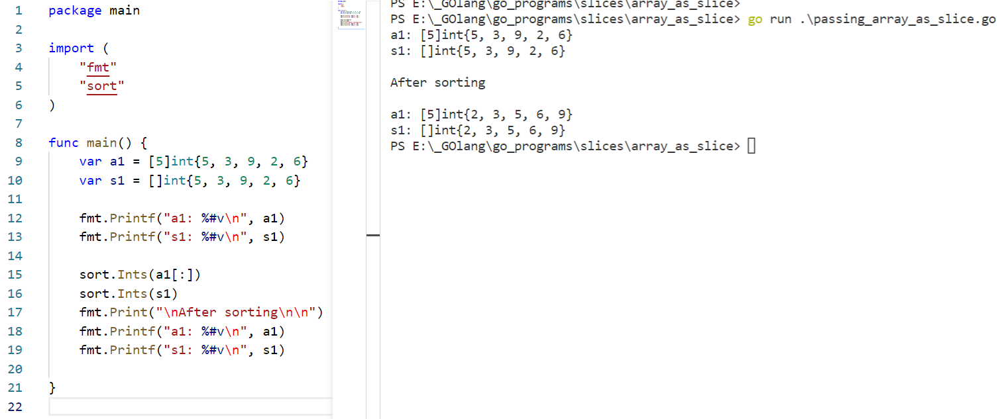 1 package main
2
3 import (
4     "fmt"
5     "sort"
6 )
7
8 func main() {
9     var a1 = [5]int{5, 3, 9, 2, 6}
10     var s1 = []int{5, 3, 9, 2, 6}
11
12     fmt.Printf("a1: %#v\n", a1)
13     fmt.Printf("s1: %#v\n", s1)
14
15     sort.Ints(a1[:])
16     sort.Ints(s1)
17     fmt.Print("\nAfter sorting\n\n")
18     fmt.Printf("a1: %#v\n", a1)
19     fmt.Printf("s1: %#v\n", s1)
20
21 }
22
PS E:\_GOlang\go_programs\slices\array_as_slice>
PS E:\_GOlang\go_programs\slices\array_as_slice> go run .\passing_array_as_slice.go
a1: [5]int{5, 3, 9, 2, 6}
s1: []int{5, 3, 9, 2, 6}

After sorting

a1: [5]int{2, 3, 5, 6, 9}
s1: []int{2, 3, 5, 6, 9}
PS E:\_GOlang\go_programs\slices\array_as_slice>